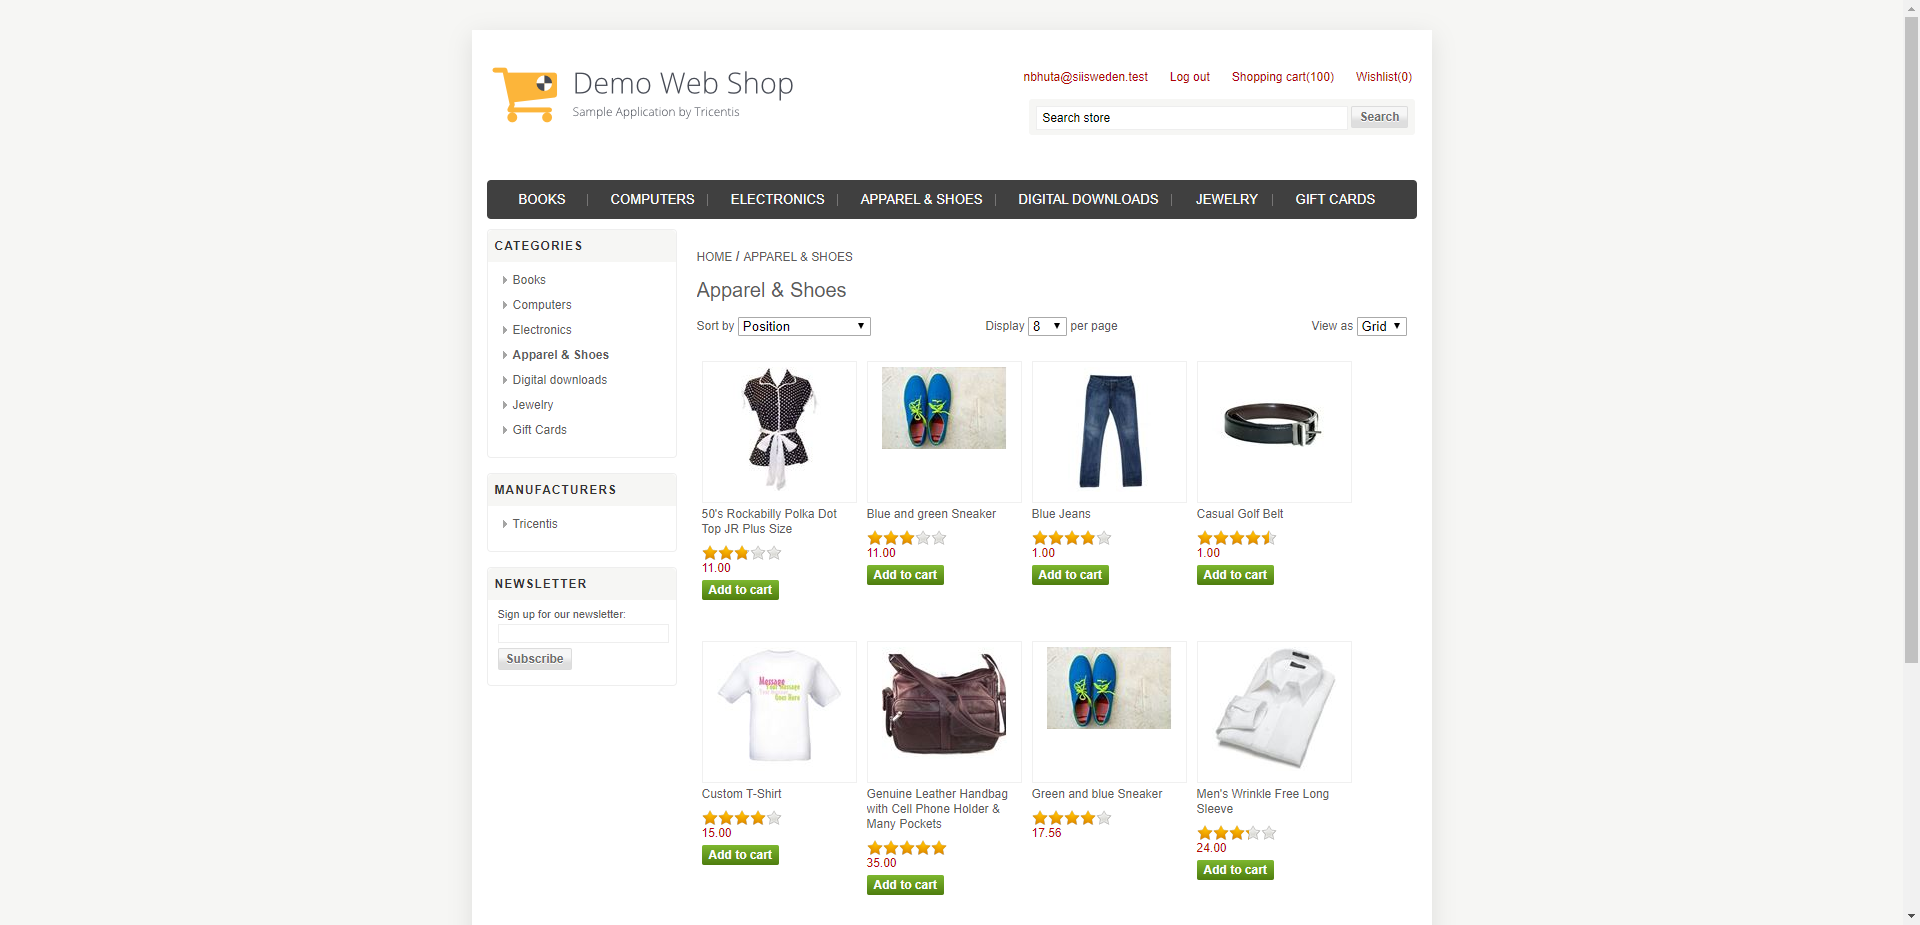 Demo Web Shop
Sample Application by Tricentis
nbhuta@siisweden.test Log out Shopping cart(100) Wishlist(0)
Search store Search
BOOKS COMPUTERS ELECTRONICS APPAREL & SHOES DIGITAL DOWNLOADS JEWELRY GIFT CARDS
CATEGORIES
Books
Computers
Electronics
Apparel & Shoes
Digital downloads
Jewelry
Gift Cards
MANUFACTURERS
Tricentis
NEWSLETTER
Sign up for our newsletter:
Subscribe
HOME / APPAREL & SHOES
Apparel & Shoes
Sort by Position Display 8 per page View as Grid
50's Rockabilly Polka Dot
Top JR Plus Size
11.00
Add to cart
Blue and green Sneaker
11.00
Add to cart
Blue Jeans
1.00
Add to cart
Casual Golf Belt
1.00
Add to cart
Message
Your Message
Goes Here
Custom T-Shirt
15.00
Add to cart
Genuine Leather Handbag
with Cell Phone Holder &
Many Pockets
35.00
Add to cart
Green and blue Sneaker
17.56
Men's Wrinkle Free Long
Sleeve
24.00
Add to cart